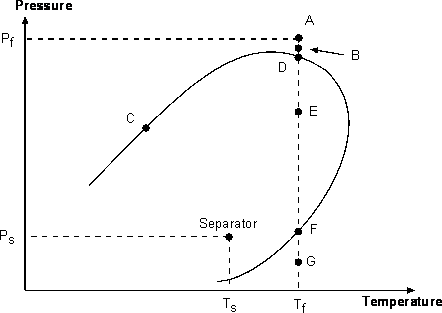 Pressure
A
Pf
B
D
C
E
Separator
F
Ps
G
Ts
Tf
Temperature